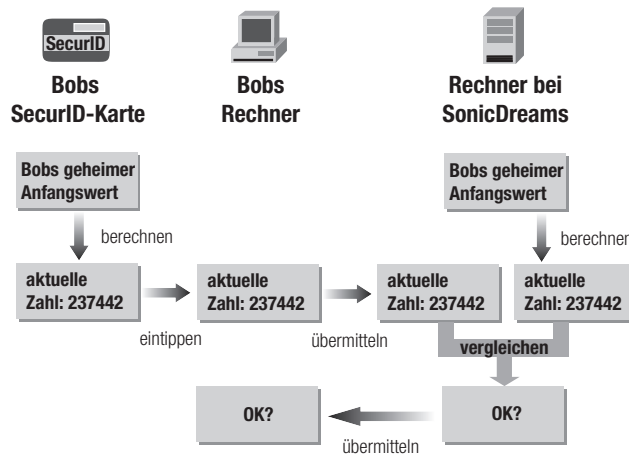 SecurID
Bobs
SecurID-Karte
Bobs
Rechner
Rechner bei
SonicDreams
Bobs geheimer
Anfangswert
Bobs geheimer
Anfangswert
berechnen
berechnen
aktuelle
Zahl: 237442
aktuelle
Zahl: 237442
aktuelle
Zahl: 237442
aktuelle
Zahl: 237442
eintippen
übermitteln
vergleichen
OK?
OK?
übermitteln